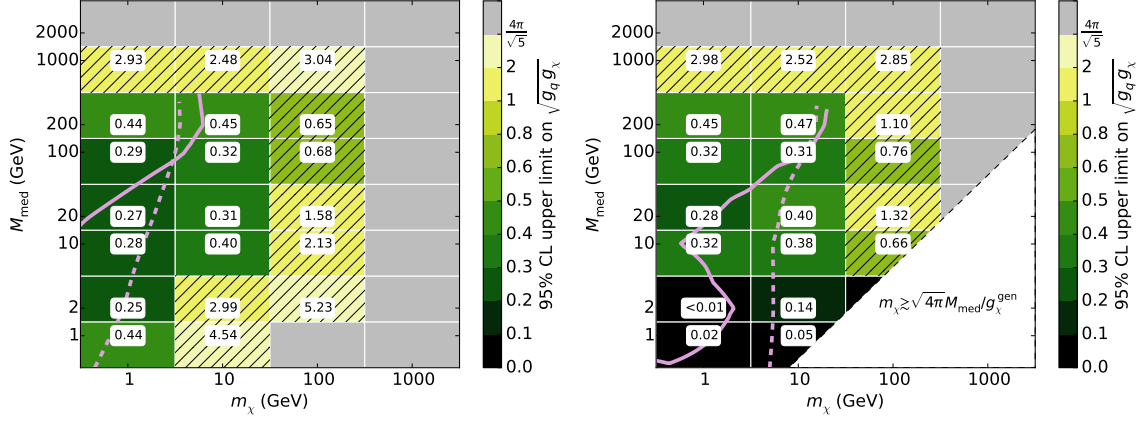 2000
1000
200
100
20
10
2
1
M_med (GeV)
2.93 2.48 3.04
0.44 0.45 0.65
0.29 0.32 0.68
0.27 0.31 1.58
0.28 0.40 2.13
0.25 2.99 5.23
0.44 4.54
1 10 100 1000
m_χ (GeV)
4π/√5
2
1
0.8
0.6
0.5
0.4
0.3
0.2
0.1
0.0
95% CL upper limit on √g_q g_χ
2000
1000
200
100
20
10
2
1
M_med (GeV)
2.98 2.52 2.85
0.45 0.47 1.10
0.32 0.31 0.76
0.28 0.40 1.32
0.32 0.38 0.66
<0.01 0.14
0.02 0.05
m_χ ≳ √4π M_med/g_χ^gen
1 10 100 1000
m_χ (GeV)
4π/√5
2
1
0.8
0.6
0.5
0.4
0.3
0.2
0.1
0.0
95% CL upper limit on √g_q g_χ